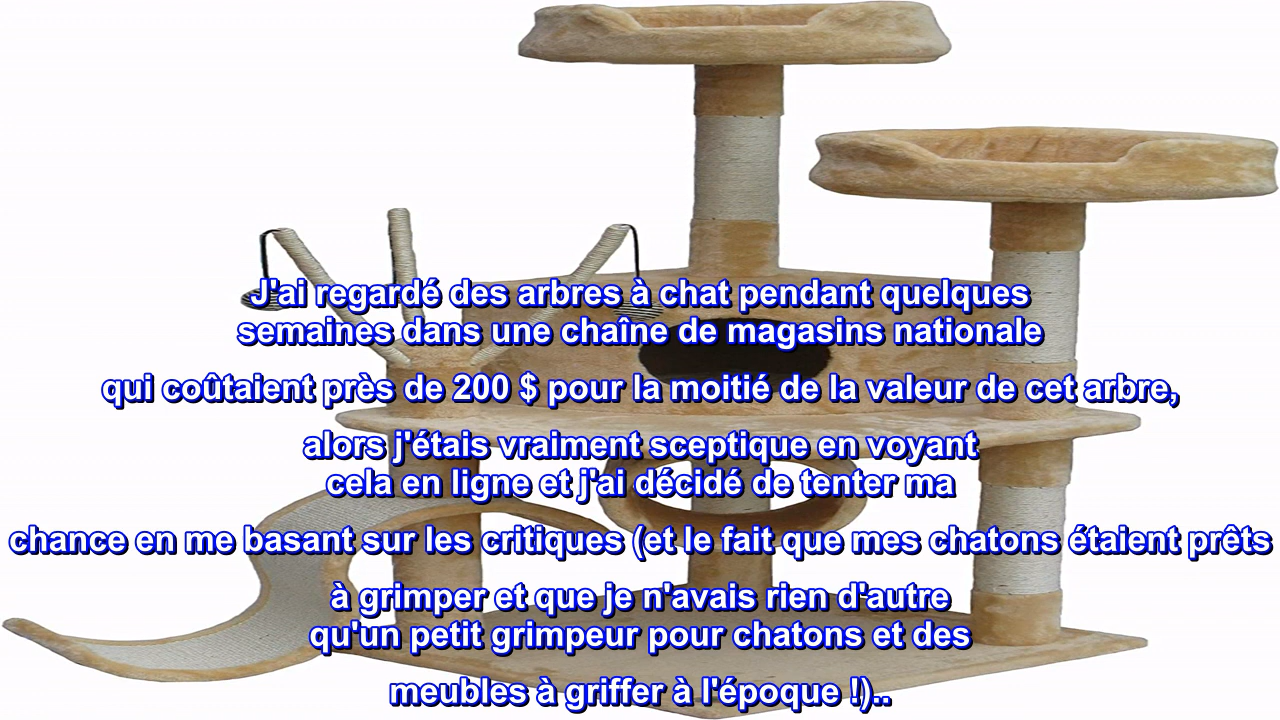 J'ai regardé des arbres à chat pendant quelques
semaines dans une chaîne de magasins nationale
qui coûtaient près de 200 $ pour la moitié de la valeur de cet arbre,
alors j'étais vraiment sceptique en voyant
cela en ligne et j'ai décidé de tenter ma
chance en me basant sur les critiques (et le fait que mes chatons étaient prêts
à grimper et que je n'avais rien d'autre
qu'un petit grimpeur pour chatons et des
meubles à griffer à l'époque !)..